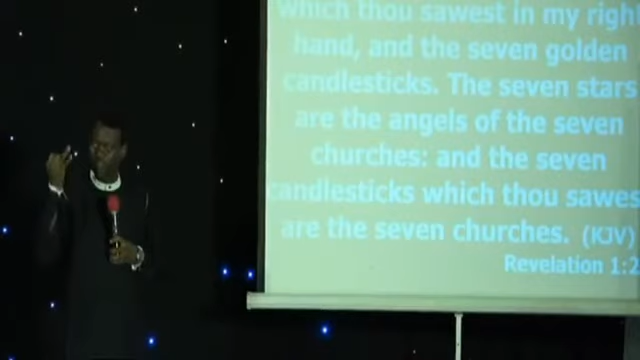 which thou sawest in my righ
hand, and the seven golden
candlesticks. The seven stars
are the angels of the seven
churches: and the seven
candlesticks which thou sawes
are the seven churches. (KJV)
Revelation 1:2